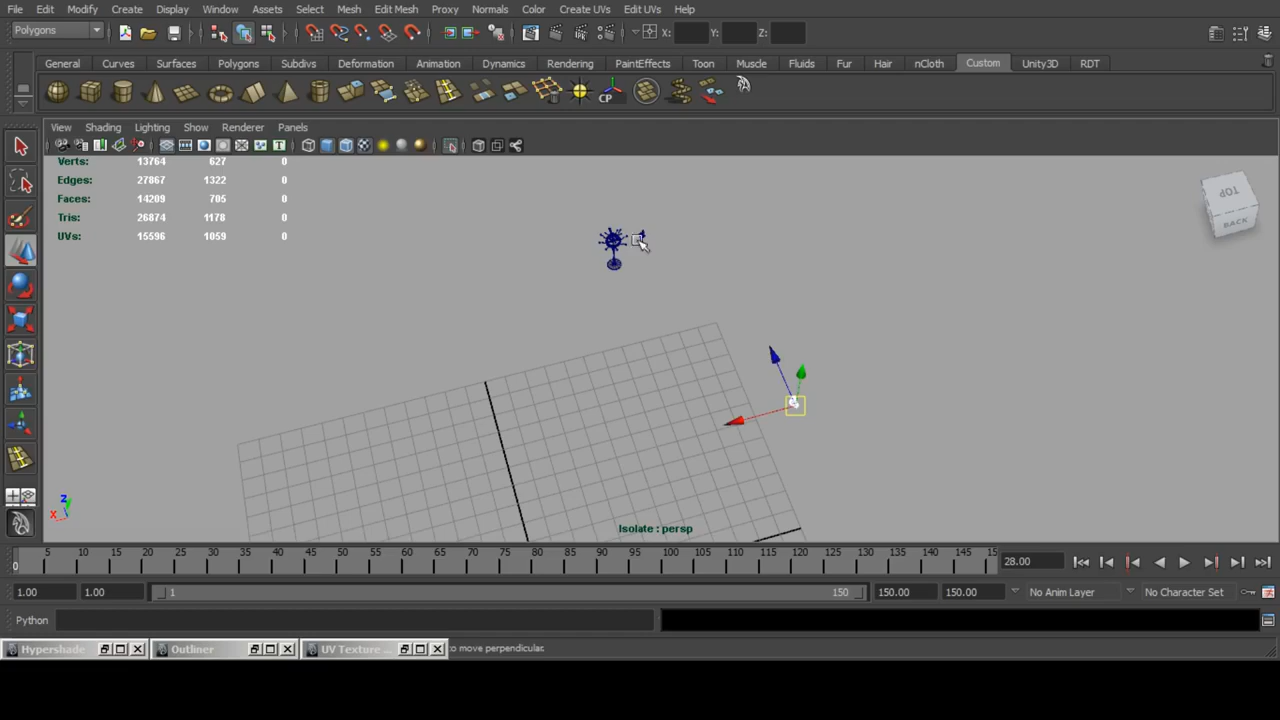 File Edit Modify Create Display Window Assets Select Mesh Edit Mesh Proxy Normals Color Create UVs Edit UVs Help
Polygons X: Y: Z:
General Curves Surfaces Polygons Subdivs Deformation Animation Dynamics Rendering PaintEffects Toon Muscle Fluids Fur Hair nCloth Custom Unity3D RDT
CP
View Shading Lighting Show Renderer Panels
Verts: 13764 627 0
Edges: 27867 1322 0
Faces: 14209 705 0
Tris: 26874 1178 0
UVs: 15596 1059 0
TOP
BACK
z
x
Isolate : persp
5 10 15 20 25 30 35 40 45 50 55 60 65 70 75 80 85 90 95 100 105 110 115 120 125 130 135 140 145 15
0
28.00
1.00 1.00 1 150 150.00 150.00 No Anim Layer No Character Set
Python
Hypershade Outliner UV Texture ... to move perpendicular.